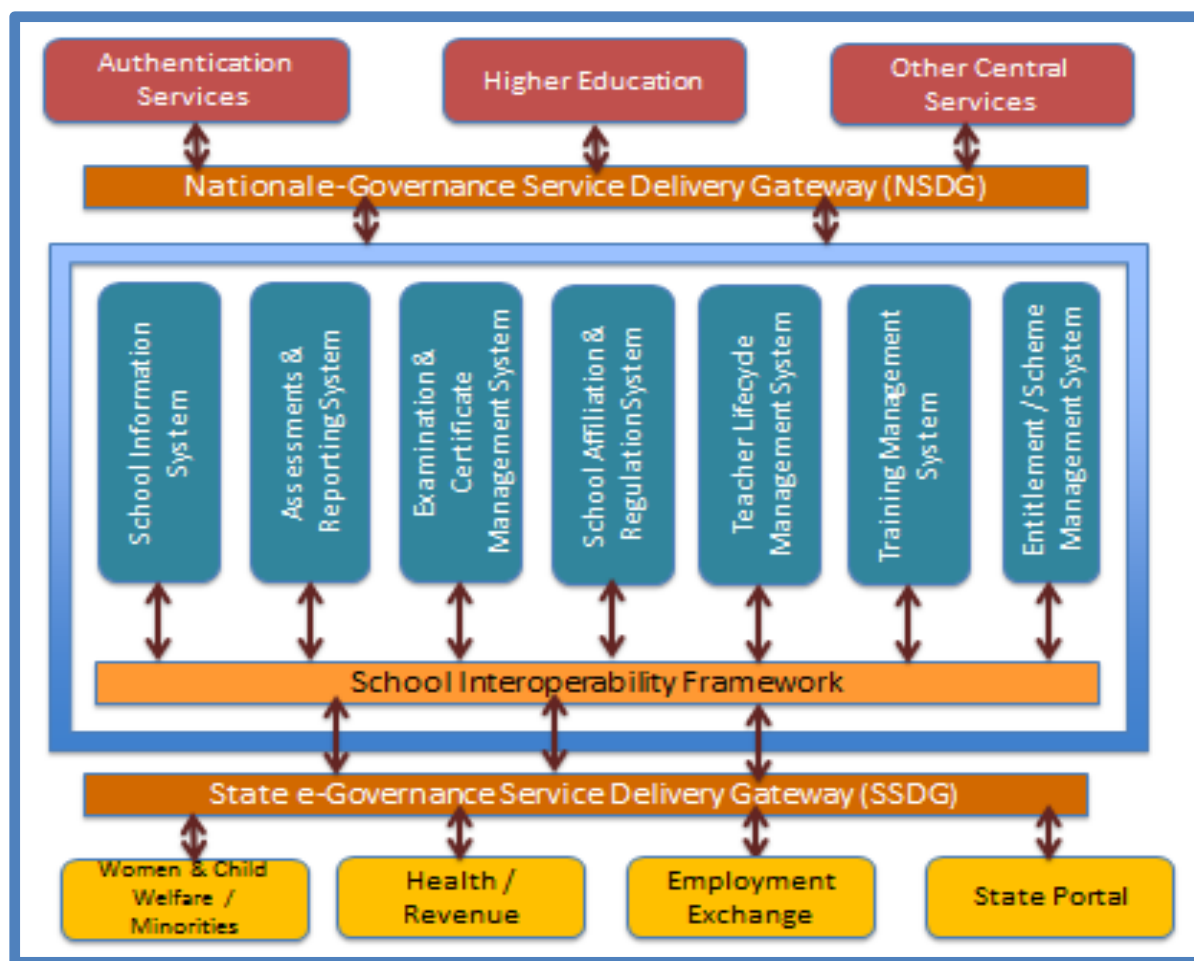 Authentication
Services
Higher Education
Other Central
Services
Nationale-Governance Service Delivery Gateway (NSDG)
School Information
System
Assessments &
Reporting System
Examination &
Certificate
Management System
School Affiliation &
Regulation System
Teacher Lifecycle
Management System
Training Management
System
Entitlement / Scheme
Management System
School Interoperability Framework
State e-Governance Service Delivery Gateway (SSDG)
Women & Child
Welfare /
Minorities
Health /
Revenue
Employment
Exchange
State Portal